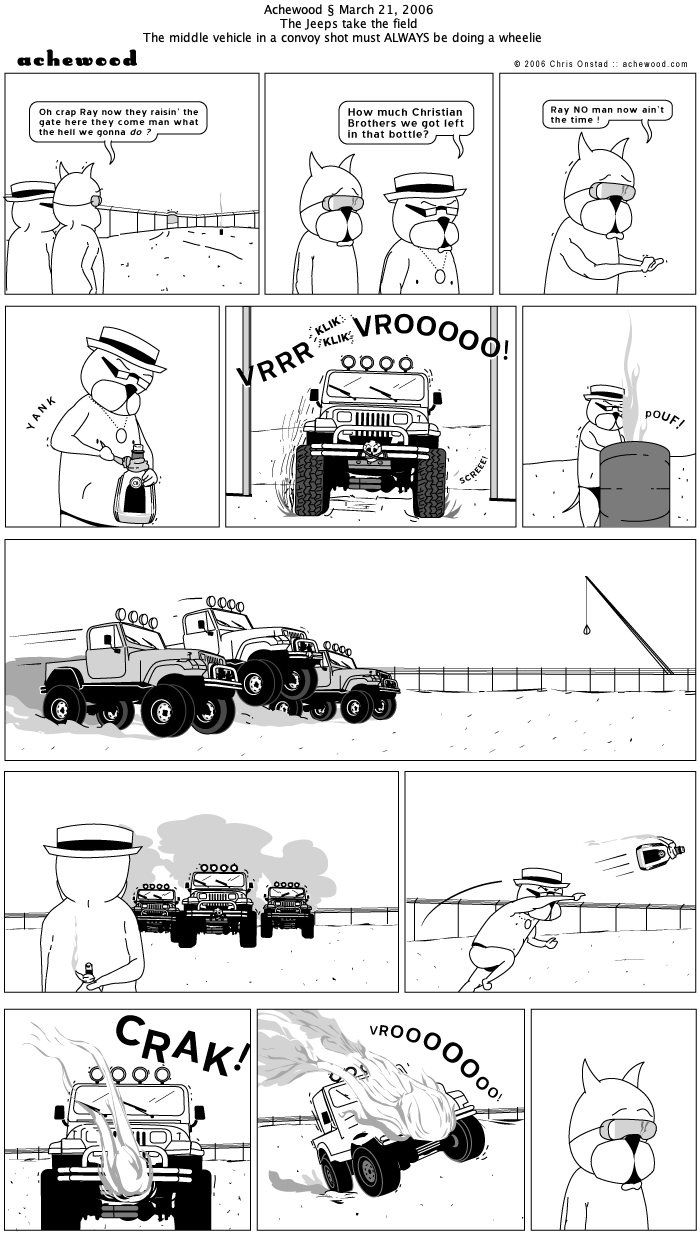 Achewood § March 21, 2006
The Jeeps take the field
The middle vehicle in a convoy shot must ALWAYS be doing a wheelie
achewood
© 2006 Chris Onstad :: achewood.com
Oh crap Ray now they raisin' the
gate here they come man what
the hell we gonna do ?
How much Christian
Brothers we got left
in that bottle?
Ray NO man now ain't
the time !
YANK
VRRR
KLIK
KLIK
VROOOOO!
SCREEE!
POUF!
CRAK!
VROOOOOOOO!